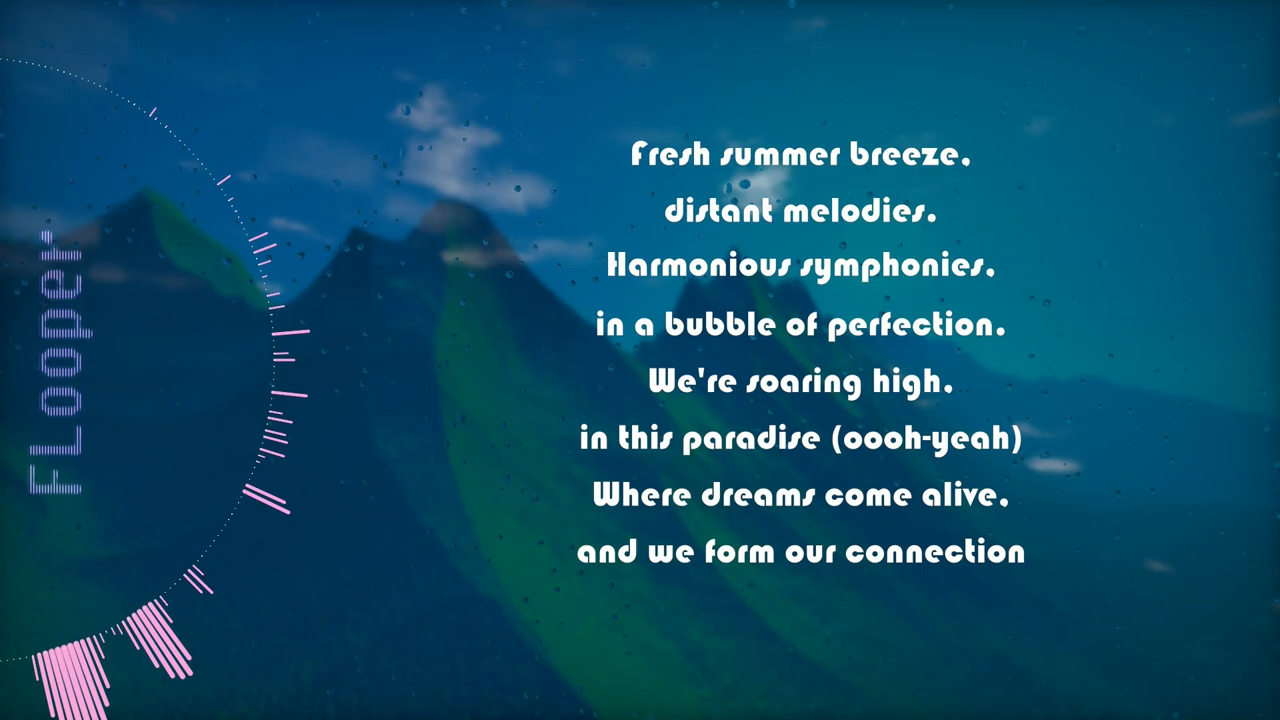 FLooper
Fresh summer breeze,
distant melodies.
Harmonious symphonies,
in a bubble of perfection.
We're soaring high,
in this paradise (oooh-yeah)
Where dreams come alive,
and we form our connection